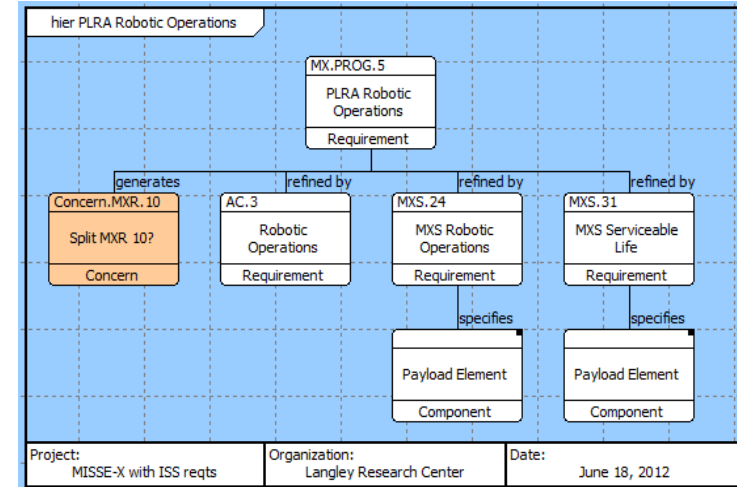 hier PLRA Robotic Operations
MX.PROG.5
PLRA Robotic
Operations
Requirement
generates
refined by
refined by
refined by
Concern.MXR.10
Split MXR 10?
Concern
AC.3
Robotic
Operations
Requirement
MXS.24
MXS Robotic
Operations
Requirement
MXS.31
MXS Serviceable
Life
Requirement
specifies
specifies
Payload Element
Component
Payload Element
Component
Project:
MISSE-X with ISS reqts
Organization:
Langley Research Center
Date:
June 18, 2012